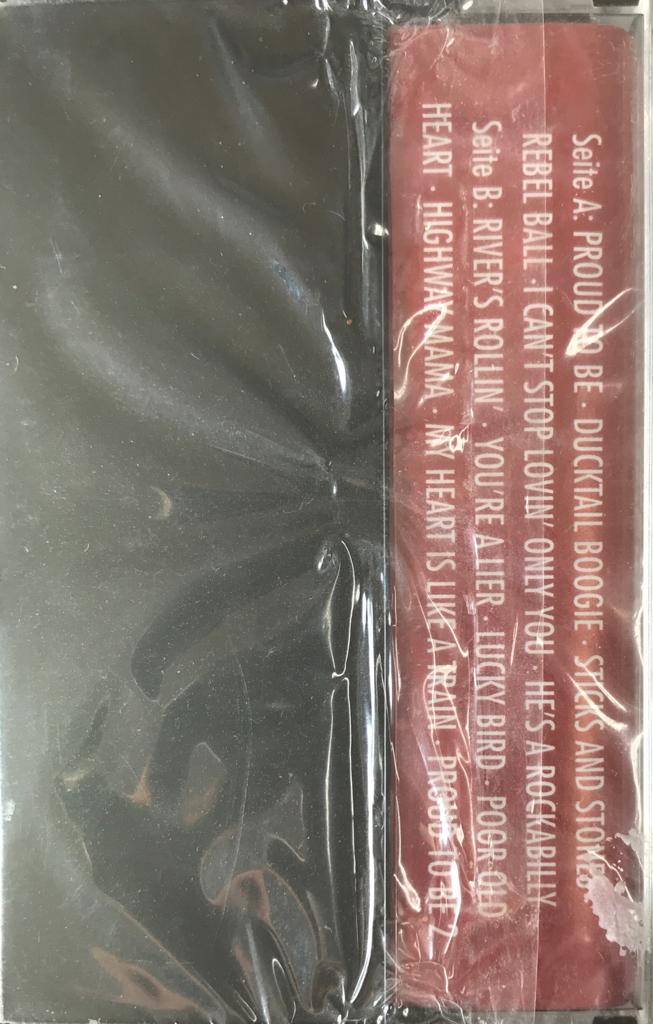 Seite A: PROUD TO BE · DUCKTAIL BOOGIE · STICKS AND STONES
REBEL BALL · I CAN'T STOP LOVIN' ONLY YOU · HE'S A ROCKABILLY
Seite B: RIVER'S ROLLIN' · YOU'RE A LIER · LUCKY BIRD · POOR OLD
HEART · HIGHWAY MAMA · MY HEART IS LIKE A TRAIN · PROUD TO BE 2